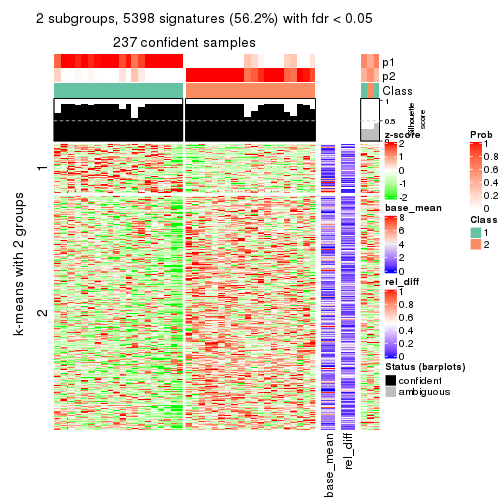 2 subgroups, 5398 signatures (56.2%) with fdr < 0.05
237 confident samples
p1
p2
Class
1
0.5
0
Silhouette
score
k-means with 2 groups
1
2
base_mean
rel_diff
z-score
2
1
0
-1
-2
base_mean
8
6
4
2
0
rel_diff
1
0.8
0.6
0.4
0.2
0
Status (barplots)
confident
ambiguous
Prob
1
0.8
0.6
0.4
0.2
0
Class
1
2